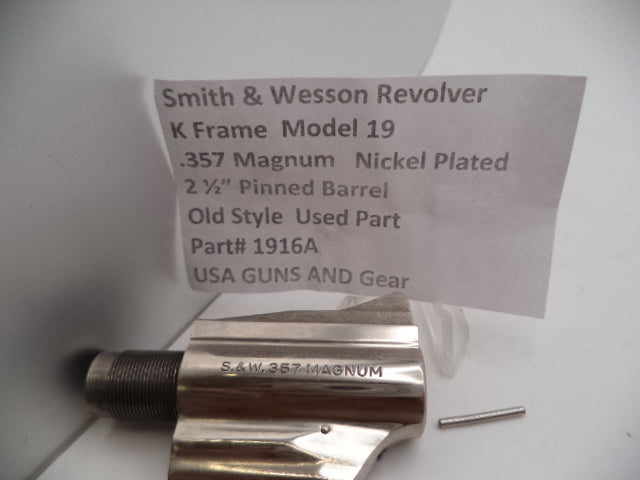 Smith & Wesson Revolver
K Frame Model 19
.357 Magnum Nickel Plated
2 ½” Pinned Barrel
Old Style Used Part
Part# 1916A
USA GUNS AND Gear
S.&W. 357 MAGNUM